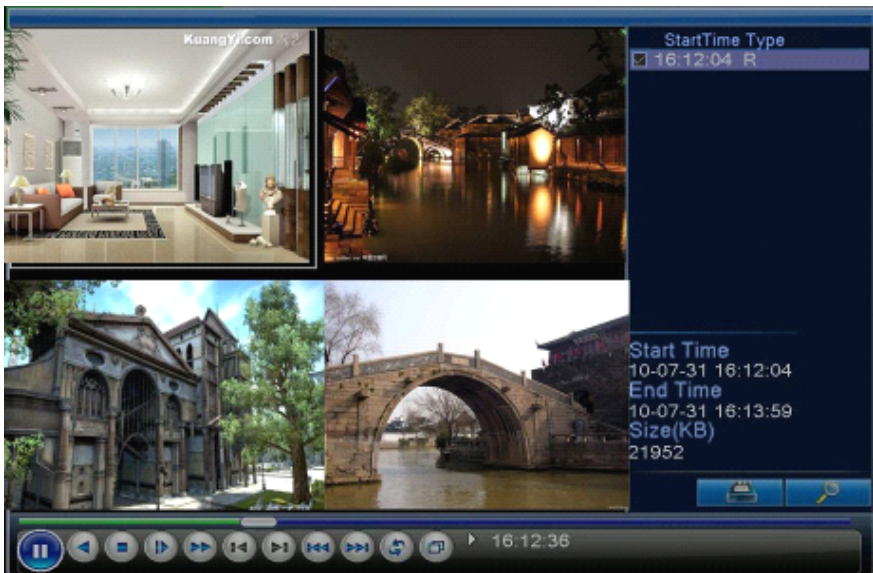 KuangYi.com
StartTime Type
16:12:04 R
Start Time
10-07-31 16:12:04
End Time
10-07-31 16:13:59
Size(KB)
21952
16:12:36